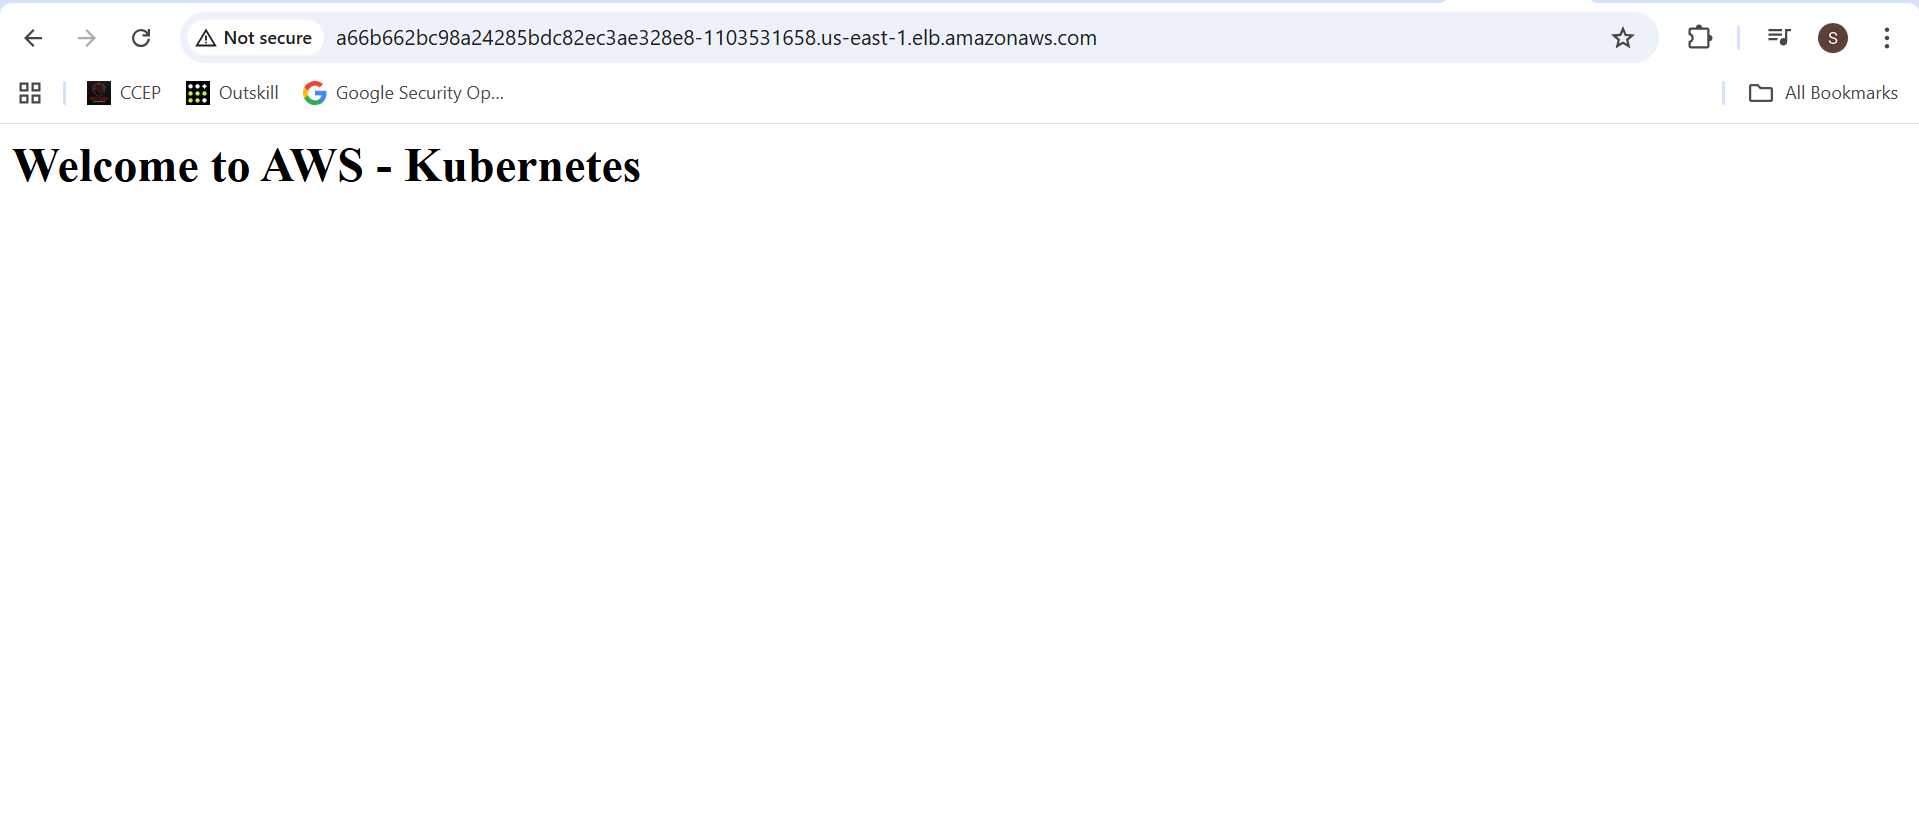 Not secure a66b662bc98a24285bdc82ec3ae328e8-1103531658.us-east-1.elb.amazonaws.com S
CCEP Outskill Google Security Op... All Bookmarks
Welcome to AWS - Kubernetes